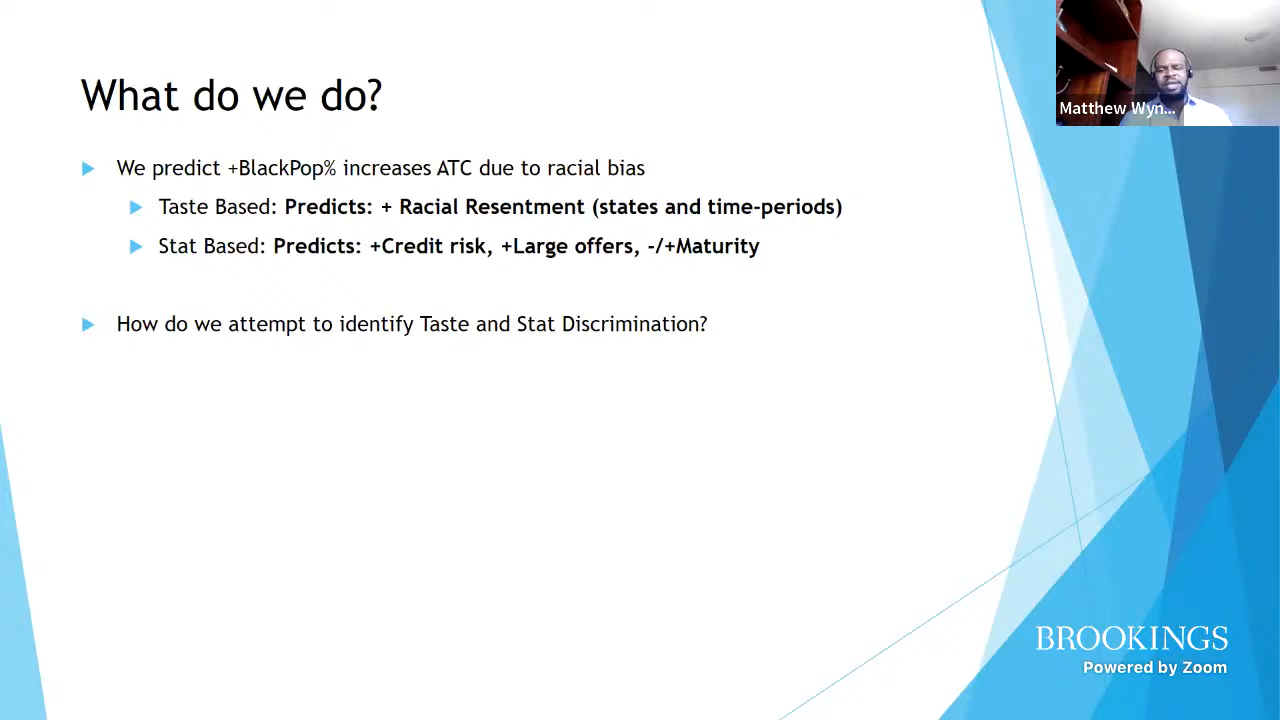 What do we do?
We predict +BlackPop% increases ATC due to racial bias
Taste Based: Predicts: + Racial Resentment (states and time-periods)
Stat Based: Predicts: +Credit risk, +Large offers, -/+Maturity
How do we attempt to identify Taste and Stat Discrimination?
Matthew Wyn...
BROOKINGS
Powered by Zoom